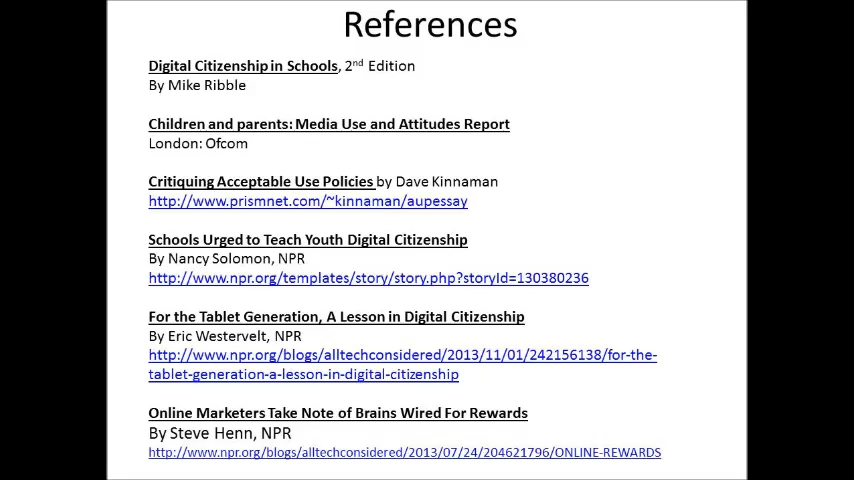 References
Digital Citizenship in Schools, 2nd Edition
By Mike Ribble
Children and parents: Media Use and Attitudes Report
London: Ofcom
Critiquing Acceptable Use Policies by Dave Kinnaman
http://www.prismnet.com/~kinnaman/aupessay
Schools Urged to Teach Youth Digital Citizenship
By Nancy Solomon, NPR
http://www.npr.org/templates/story/story.php?storyId=130380236
For the Tablet Generation, A Lesson in Digital Citizenship
By Eric Westervelt, NPR
http://www.npr.org/blogs/alltechconsidered/2013/11/01/242156138/for-the-
tablet-generation-a-lesson-in-digital-citizenship
Online Marketers Take Note of Brains Wired For Rewards
By Steve Henn, NPR
http://www.npr.org/blogs/alltechconsidered/2013/07/24/204621796/ONLINE-REWARDS